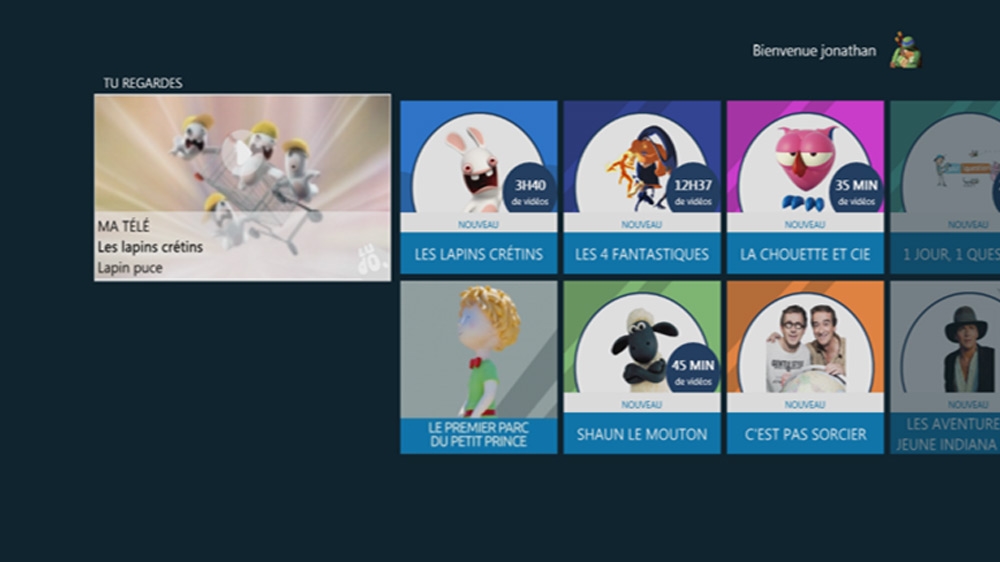 Bienvenue jonathan
TU REGARDES
MA TÉLÉ
Les lapins crétins
Lapin puce
LUDO.
3H40
de vidéos
NOUVEAU
LES LAPINS CRÉTINS
12H37
de vidéos
NOUVEAU
LES 4 FANTASTIQUES
35 MIN
de vidéos
NOUVEAU
LA CHOUETTE ET CIE
NOUVEAU
1 JOUR, 1 QUES
LE PREMIER PARC
DU PETIT PRINCE
45 MIN
de vidéos
NOUVEAU
SHAUN LE MOUTON
NOUVEAU
C'EST PAS SORCIER
NOUVEAU
LES AVENTURE
JEUNE INDIANA